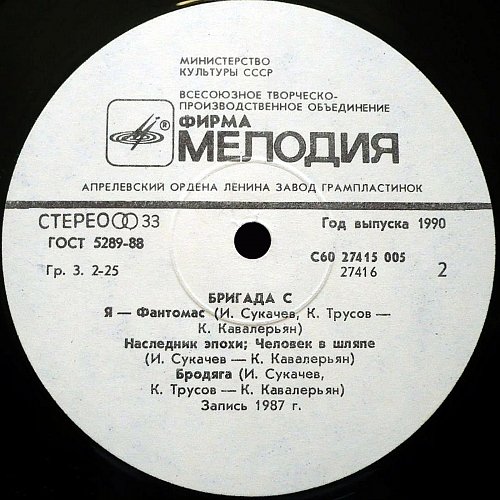 МИНИСТЕРСТВО
КУЛЬТУРЫ СССР
ВСЕСОЮЗНОЕ ТВОРЧЕСКО-
ПРОИЗВОДСТВЕННОЕ ОБЪЕДИНЕНИЕ
®
ФИРМА
МЕЛОДИЯ
АПРЕЛЕВСКИЙ ОРДЕНА ЛЕНИНА ЗАВОД ГРАМПЛАСТИНОК
СТЕРЕО 33
Год выпуска 1990
ГОСТ 5289-88
С60 27415 005
Гр. 3. 2-25
27416
2
БРИГАДА С
Я — Фантомас (И. Сукачев, К. Трусов —
К. Кавалерьян)
Наследник эпохи; Человек в шляпе
(И. Сукачев — К. Кавалерьян)
Бродяга (И. Сукачев,
К. Трусов — К. Кавалерьян)
Запись 1987 г.